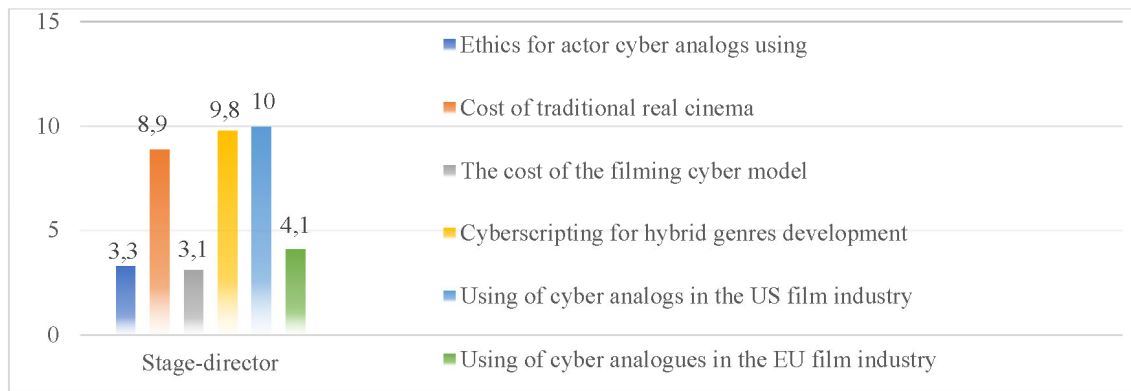 15
10
5
0
3,3
8,9
3,1
9,8
10
4,1
Stage-director
Ethics for actor cyber analogs using
Cost of traditional real cinema
The cost of the filming cyber model
Cyberscripting for hybrid genres development
Using of cyber analogs in the US film industry
Using of cyber analogues in the EU film industry